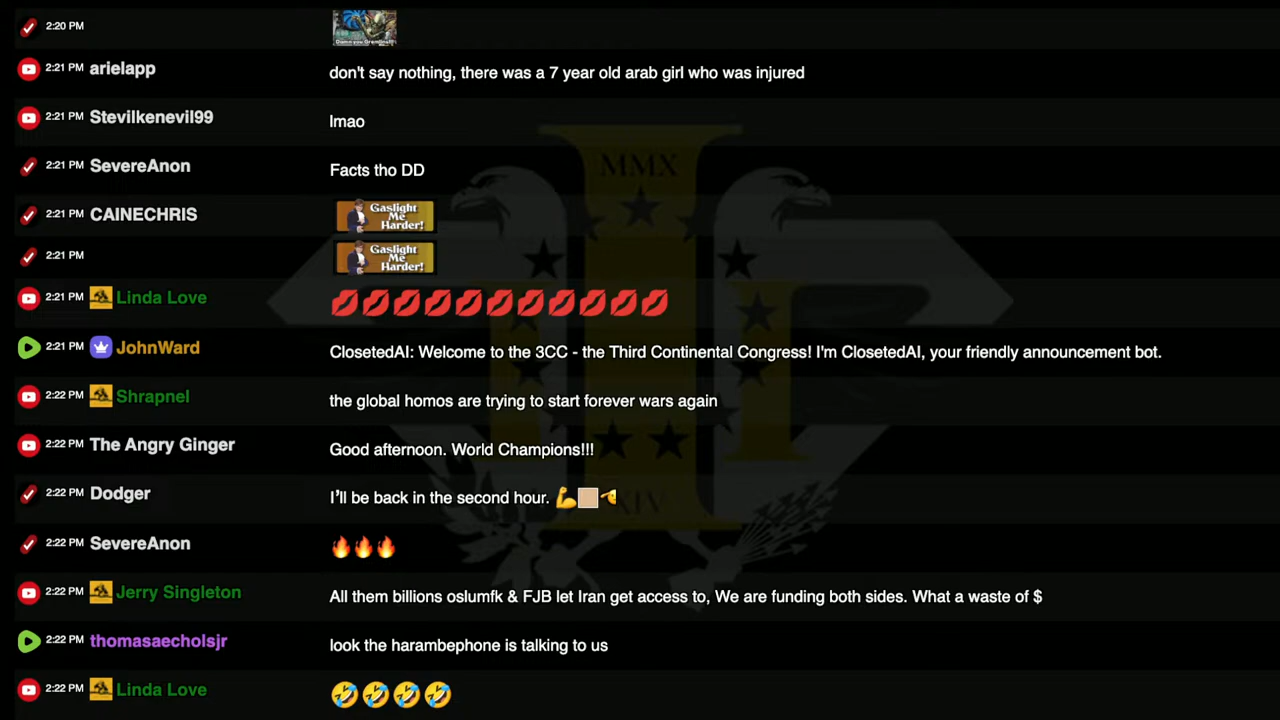 2:20 PM
Damn you Gremlins!!!
2:21 PM arielapp don't say nothing, there was a 7 year old arab girl who was injured
2:21 PM Stevilkenevil99 lmao
2:21 PM SevereAnon Facts tho DD
2:21 PM CAINECHRIS
Gaslight
Me
Harder!
2:21 PM
Gaslight
Me
Harder!
2:21 PM Linda Love 💋💋💋💋💋💋💋💋💋💋💋
2:21 PM JohnWard ClosetedAI: Welcome to the 3CC - the Third Continental Congress! I'm ClosetedAI, your friendly announcement bot.
2:22 PM Shrapnel the global homos are trying to start forever wars again
2:22 PM The Angry Ginger Good afternoon. World Champions!!!
2:22 PM Dodger I’ll be back in the second hour. 💪🏼🫡
2:22 PM SevereAnon 🔥🔥🔥
2:22 PM Jerry Singleton All them billions oslumfk & FJB let Iran get access to, We are funding both sides. What a waste of $
2:22 PM thomasaecholsjr look the harambephone is talking to us
2:22 PM Linda Love 🤣🤣🤣🤣
MMX
XIV